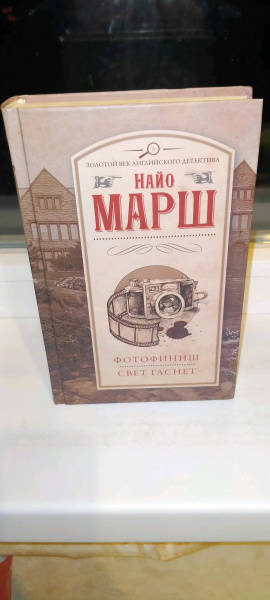 ЗОЛОТОЙ ВЕК АНГЛИЙСКОГО ДЕТЕКТИВА
НАЙО
МАРШ
ФОТОФИНИШ
СВЕТ ГАСНЕТ